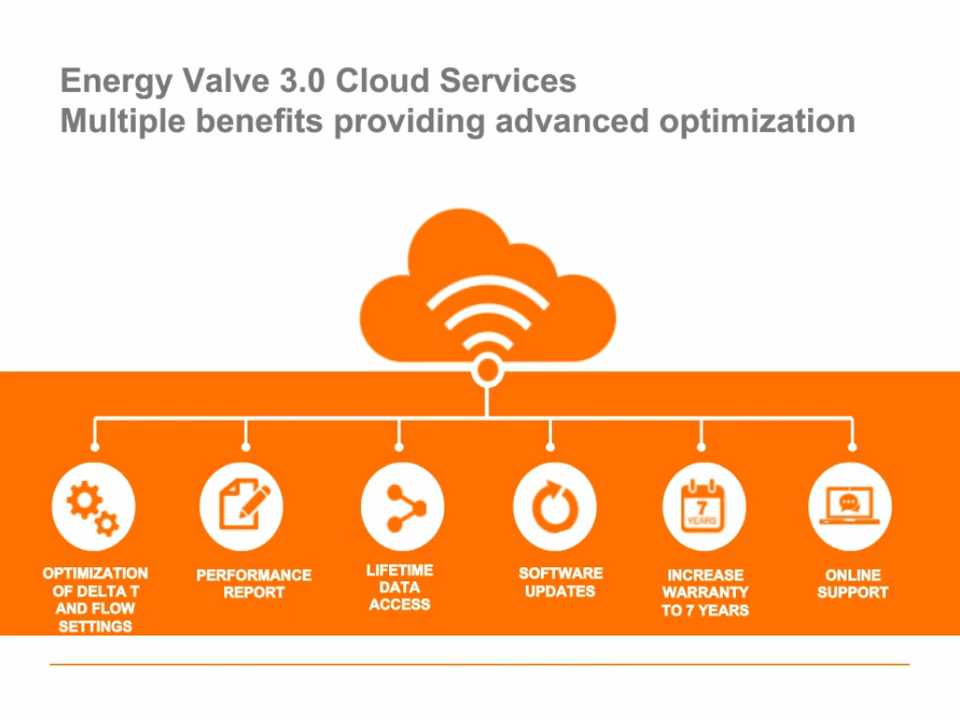 Energy Valve 3.0 Cloud Services
Multiple benefits providing advanced optimization
7
YEARS
OPTIMIZATION
OF DELTA T
AND FLOW
SETTINGS
PERFORMANCE
REPORT
LIFETIME
DATA
ACCESS
SOFTWARE
UPDATES
INCREASE
WARRANTY
TO 7 YEARS
ONLINE
SUPPORT